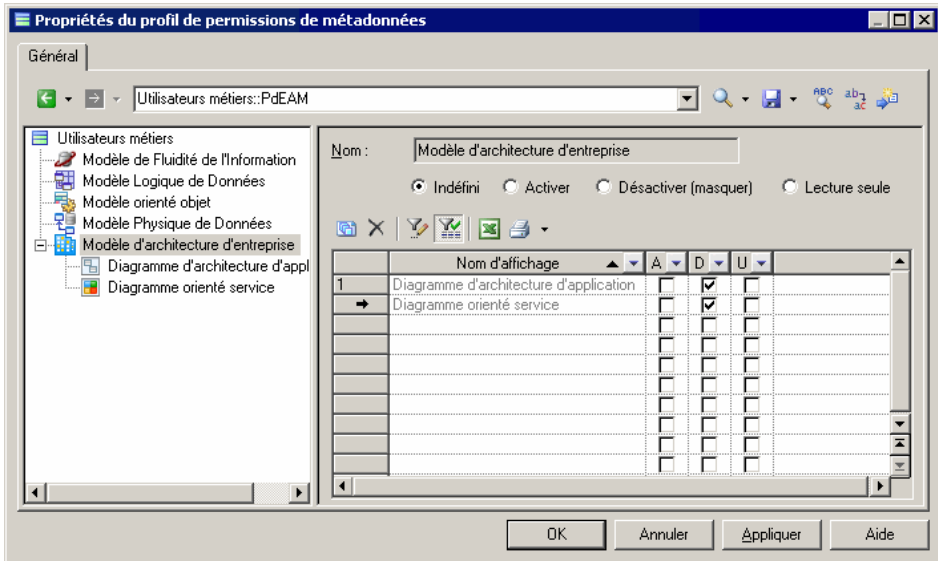 Propriétés du profil de permissions de métadonnées
Général
Utilisateurs métiers::PdEAM
Utilisateurs métiers
Modèle de Fluidité de l'Information
Modèle Logique de Données
Modèle orienté objet
Modèle Physique de Données
Modèle d'architecture d'entreprise
Diagramme d'architecture d'appl
Diagramme orienté service
Nom :
Modèle d'architecture d'entreprise
Indéfini
Activer
Désactiver (masquer)
Lecture seule
Nom d'affichage
A
D
U
1
Diagramme d'architecture d'application
Diagramme orienté service
OK
Annuler
Appliquer
Aide